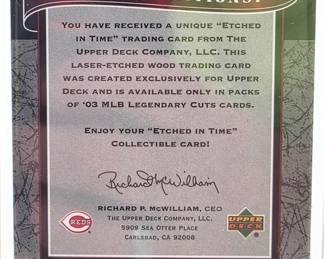 You have received a unique "Etched
in Time" trading card from The
Upper Deck Company, LLC. This
laser-etched wood trading card
was created exclusively for Upper
Deck and is available only in packs
of '03 MLB Legendary Cuts cards.
Enjoy your "Etched in Time"
Collectible Card!
Richard McWilliam
REDS
Richard P. McWilliam, CEO
The Upper Deck Company, LLC.
5909 Sea Otter Place
Carlsbad, CA 92008
UPPER
DECK